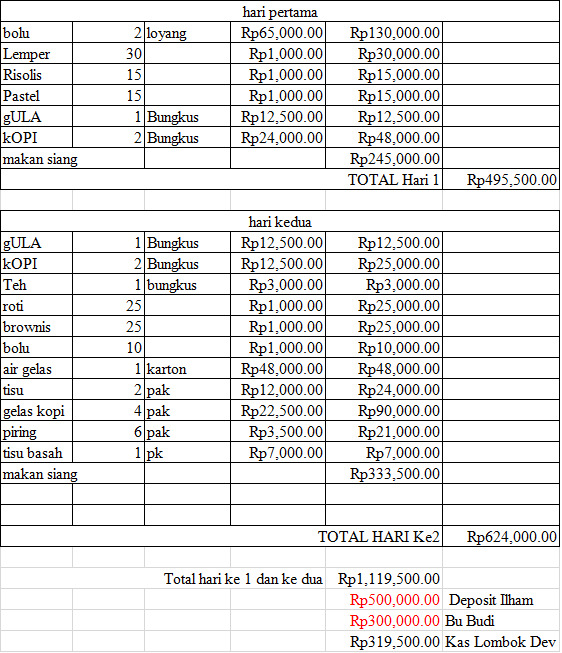 hari pertama
bolu 2 loyang Rp65,000.00 Rp130,000.00
Lemper 30 Rp1,000.00 Rp30,000.00
Risolis 15 Rp1,000.00 Rp15,000.00
Pastel 15 Rp1,000.00 Rp15,000.00
gULA 1 Bungkus Rp12,500.00 Rp12,500.00
kOPI 2 Bungkus Rp24,000.00 Rp48,000.00
makan siang Rp245,000.00
TOTAL Hari 1 Rp495,500.00
hari kedua
gULA 1 Bungkus Rp12,500.00 Rp12,500.00
kOPI 2 Bungkus Rp12,500.00 Rp25,000.00
Teh 1 bungkus Rp3,000.00 Rp3,000.00
roti 25 Rp1,000.00 Rp25,000.00
brownis 25 Rp1,000.00 Rp25,000.00
bolu 10 Rp1,000.00 Rp10,000.00
air gelas 1 karton Rp48,000.00 Rp48,000.00
tisu 2 pak Rp12,000.00 Rp24,000.00
gelas kopi 4 pak Rp22,500.00 Rp90,000.00
piring 6 pak Rp3,500.00 Rp21,000.00
tisu basah 1 pk Rp7,000.00 Rp7,000.00
makan siang Rp333,500.00
TOTAL HARI Ke2 Rp624,000.00
Total hari ke 1 dan ke dua Rp1,119,500.00
Rp500,000.00 Deposit Ilham
Rp300,000.00 Bu Budi
Rp319,500.00 Kas Lombok Dev